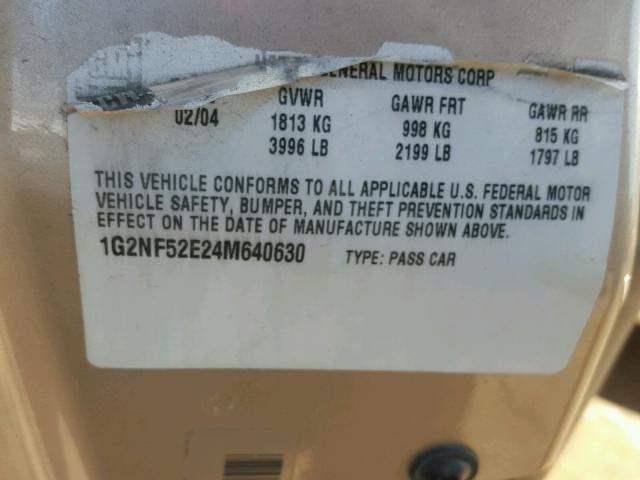 GENERAL MOTORS CORP
02/04 GVWR GAWR FRT GAWR RR
1813 KG 998 KG 815 KG
3996 LB 2199 LB 1797 LB
THIS VEHICLE CONFORMS TO ALL APPLICABLE U.S. FEDERAL MOTOR
VEHICLE SAFETY, BUMPER, AND THEFT PREVENTION STANDARDS IN
EFFECT ON THE DATE OF MANUFACTURE SHOWN ABOVE.
1G2NF52E24M640630 TYPE: PASS CAR